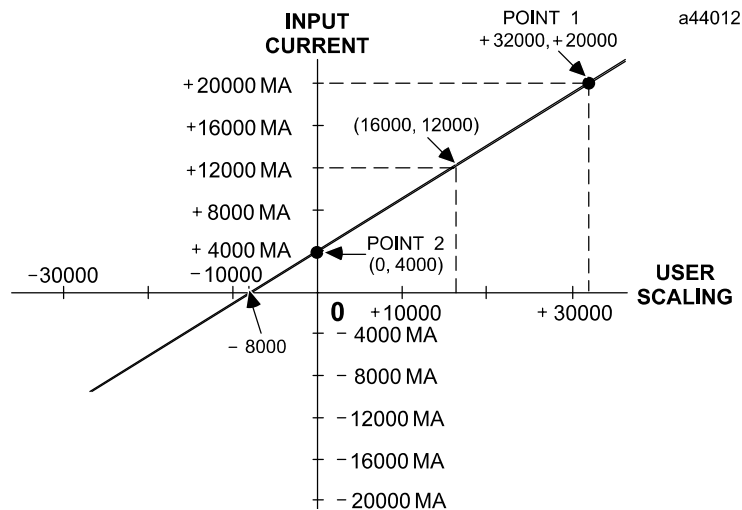 INPUT
CURRENT
POINT 1
+32000, +20000
a44012
+20000 MA
+16000 MA
(16000, 12000)
+12000 MA
+ 8000 MA
+ 4000 MA
POINT 2
(0, 4000)
−30000
− 10000
USER
SCALING
0
+10000
+ 30000
− 8000
− 4000 MA
− 8000 MA
− 12000 MA
− 16000 MA
− 20000 MA